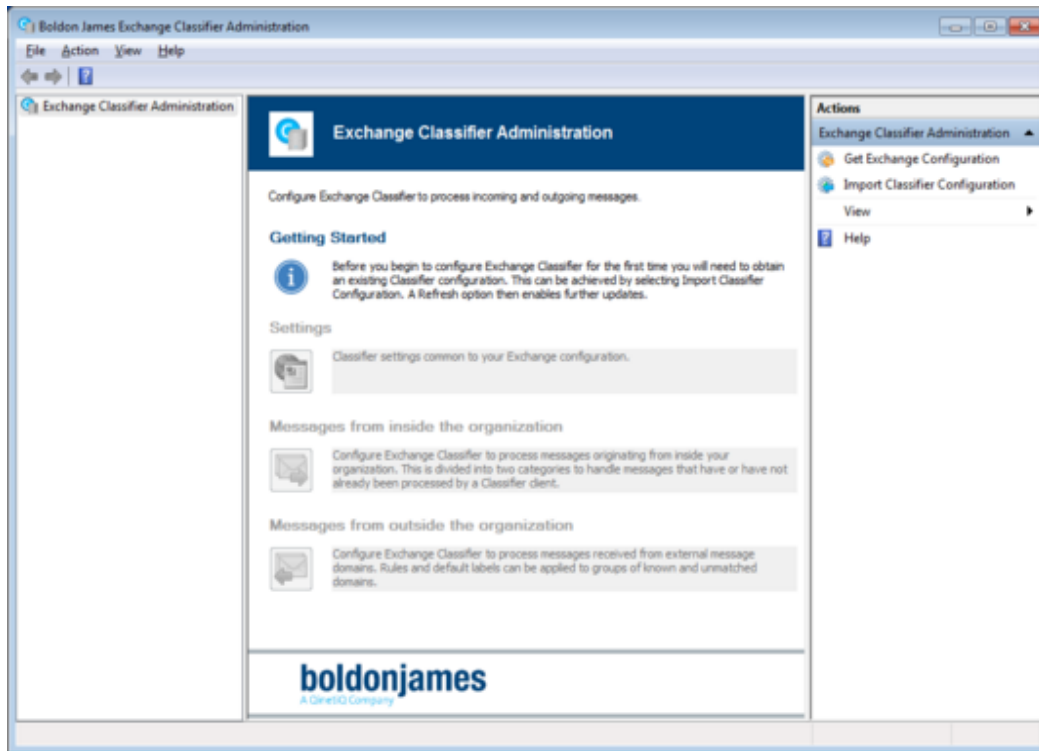 Boldon James Exchange Classifier Administration
File Action View Help
Exchange Classifier Administration
Exchange Classifier Administration
Configure Exchange Classifier to process incoming and outgoing messages.
Getting Started
Before you begin to configure Exchange Classifier for the first time you will need to obtain
an existing Classifier configuration. This can be achieved by selecting Import Classifier
Configuration. A Refresh option then enables further updates.
Settings
Classifier settings common to your Exchange configuration.
Messages from inside the organization
Configure Exchange Classifier to process messages originating from inside your
organization. This is divided into two categories to handle messages that have or have not
already been processed by a Classifier client.
Messages from outside the organization
Configure Exchange Classifier to process messages received from external message
domains. Rules and default labels can be applied to groups of known and unmatched
domains.
boldonjames
A QinetiQ Company
Actions
Exchange Classifier Administration
Get Exchange Configuration
Import Classifier Configuration
View
Help